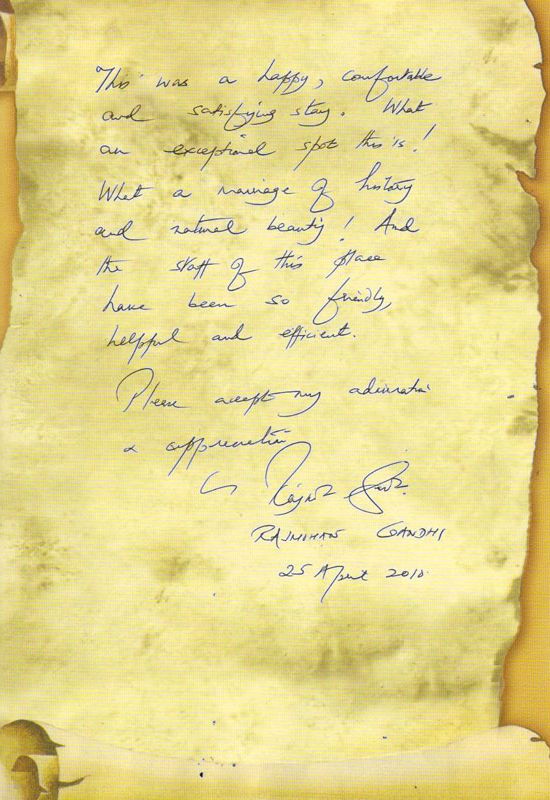 This was a happy, comfortable
and satisfying stay. What
an exceptional spot this is!
What a marriage of history
and natural beauty! And
the staff of this place
have been so friendly,
helpful and efficient.
Please accept my admiration
& appreciation
RAJMOHAN GANDHI
25 April 2010